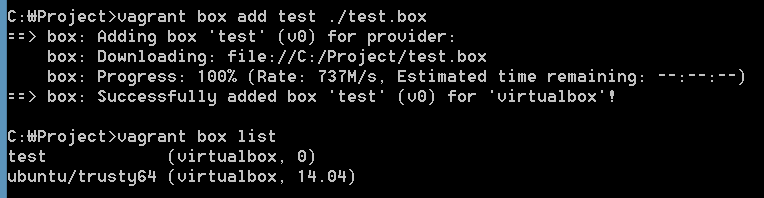 C:₩Project>vagrant box add test ./test.box
==> box: Adding box 'test' (v0) for provider:
box: Downloading: file://C:/Project/test.box
box: Progress: 100% (Rate: 737M/s, Estimated time remaining: --:--:--)
==> box: Successfully added box 'test' (v0) for 'virtualbox'!
C:₩Project>vagrant box list
test (virtualbox, 0)
ubuntu/trusty64 (virtualbox, 14.04)